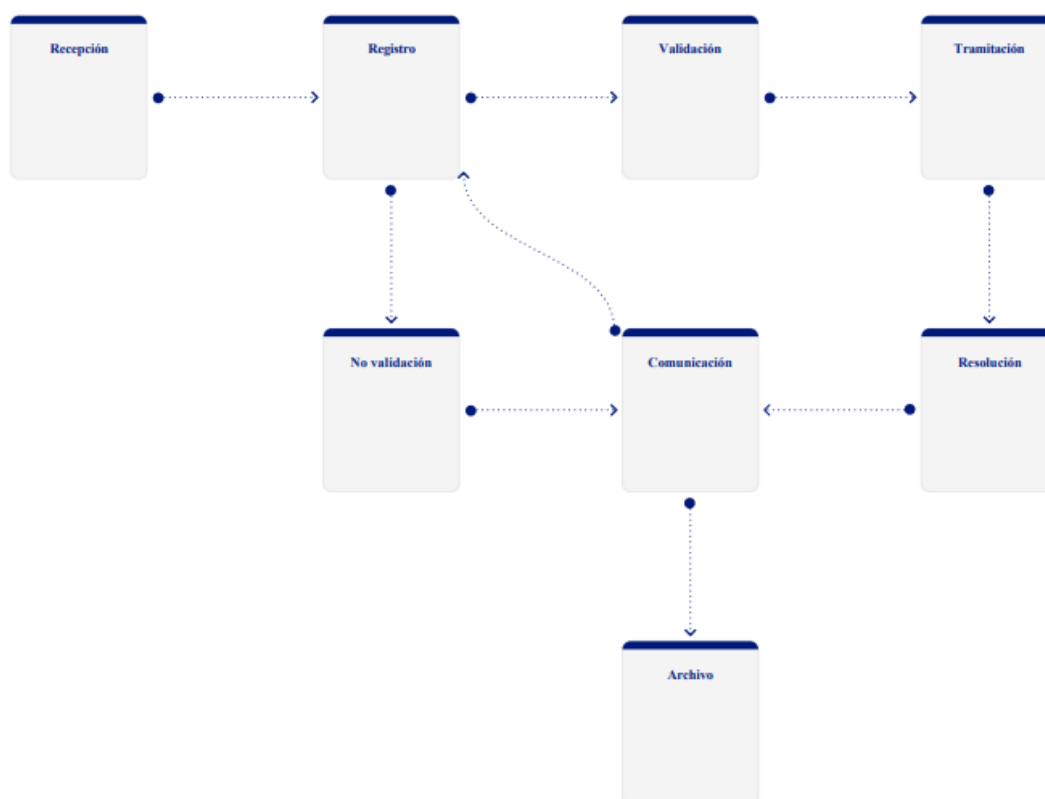 Recepción
Registro
Validación
Tramitación
No validación
Comunicación
Resolución
Archivo